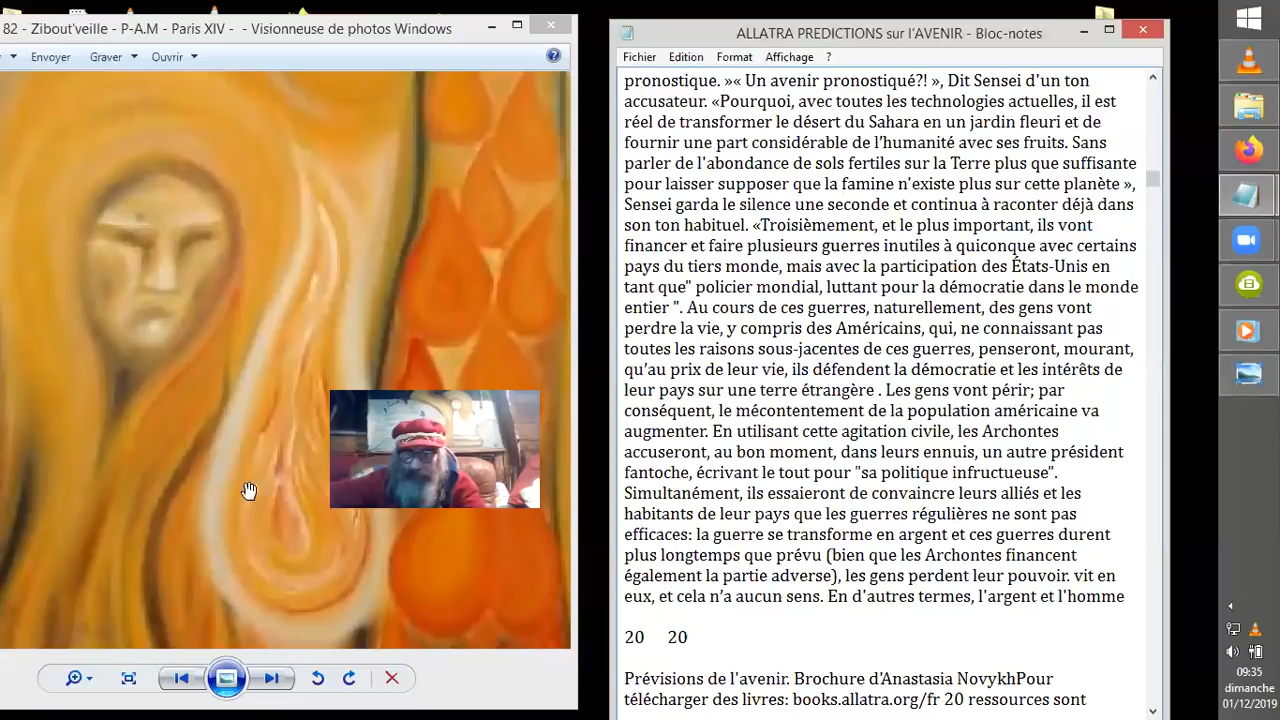 82 - Zibout'veille - P-A.M - Paris XIV - - Visionneuse de photos Windows
Envoyer Graver Ouvrir
ALLATRA PREDICTIONS sur l'AVENIR - Bloc-notes
Fichier Edition Format Affichage ?
pronostique. »« Un avenir pronostiqué?! », Dit Sensei d'un ton
accusateur. «Pourquoi, avec toutes les technologies actuelles, il est
réel de transformer le désert du Sahara en un jardin fleuri et de
fournir une part considérable de l'humanité avec ses fruits. Sans
parler de l'abondance de sols fertiles sur la Terre plus que suffisante
pour laisser supposer que la famine n'existe plus sur cette planète »,
Sensei garda le silence une seconde et continua à raconter déjà dans
son ton habituel. «Troisièmement, et le plus important, ils vont
financer et faire plusieurs guerres inutiles à quiconque avec certains
pays du tiers monde, mais avec la participation des États-Unis en
tant que" policier mondial, luttant pour la démocratie dans le monde
entier ". Au cours de ces guerres, naturellement, des gens vont
perdre la vie, y compris des Américains, qui, ne connaissant pas
toutes les raisons sous-jacentes de ces guerres, penseront, mourant,
qu'au prix de leur vie, ils défendent la démocratie et les intérêts de
leur pays sur une terre étrangère . Les gens vont périr; par
conséquent, le mécontentement de la population américaine va
augmenter. En utilisant cette agitation civile, les Archontes
accuseront, au bon moment, dans leurs ennuis, un autre président
fantoche, écrivant le tout pour "sa politique infructueuse".
Simultanément, ils essaieront de convaincre leurs alliés et les
habitants de leur pays que les guerres régulières ne sont pas
efficaces: la guerre se transforme en argent et ces guerres durent
plus longtemps que prévu (bien que les Archontes financent
également la partie adverse), les gens perdent leur pouvoir. vit en
eux, et cela n'a aucun sens. En d'autres termes, l'argent et l'homme
20 20
Prévisions de l'avenir. Brochure d'Anastasia NovykhPour
télécharger des livres: books.allatra.org/fr 20 ressources sont
09:35
dimanche
01/12/2019